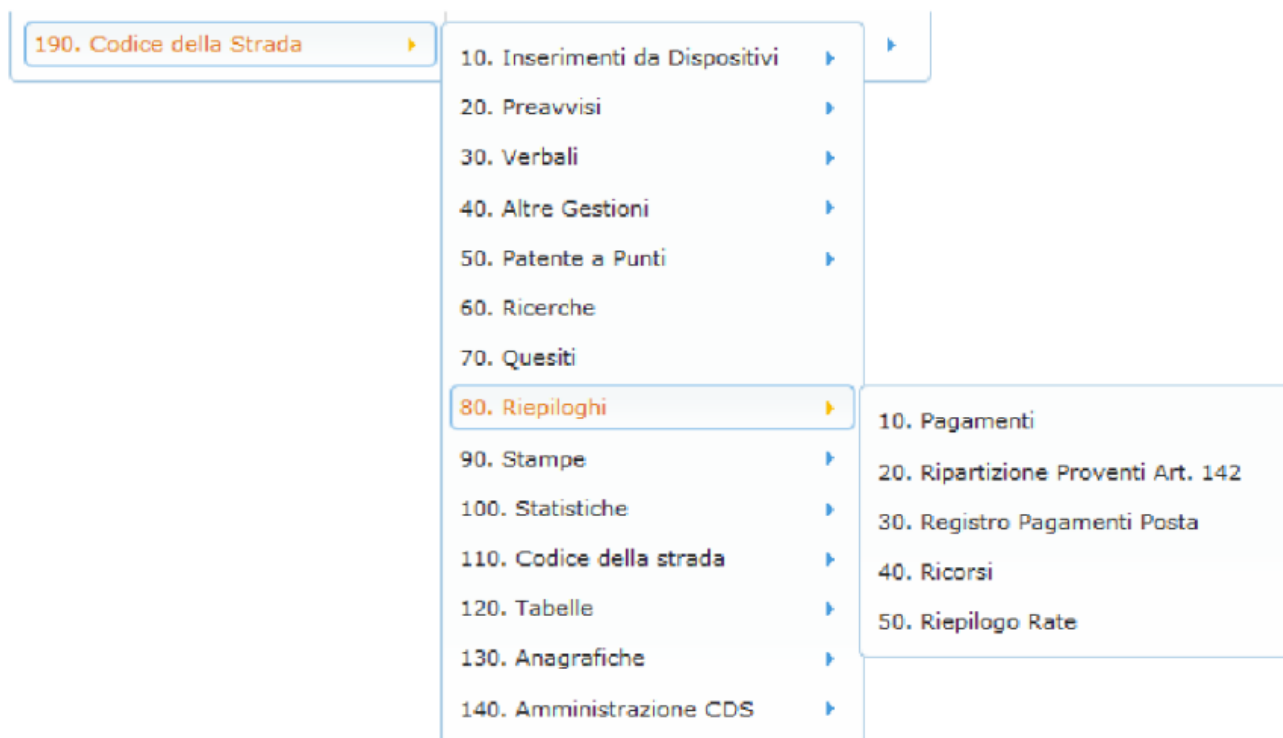 190. Codice della Strada
10. Inserimenti da Dispositivi
20. Preavvisi
30. Verbali
40. Altre Gestioni
50. Patente a Punti
60. Ricerche
70. Quesiti
80. Riepiloghi
90. Stampe
100. Statistiche
110. Codice della strada
120. Tabelle
130. Anagrafiche
140. Amministrazione CDS
10. Pagamenti
20. Ripartizione Proventi Art. 142
30. Registro Pagamenti Posta
40. Ricorsi
50. Riepilogo Rate